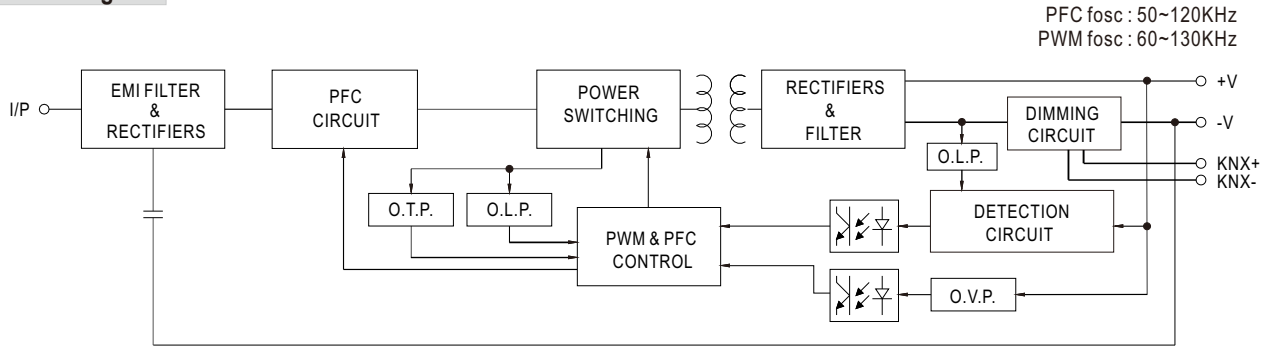 PFC fosc : 50~120KHz
PWM fosc : 60~130KHz
I/P
EMI FILTER
&
RECTIFIERS
PFC
CIRCUIT
POWER
SWITCHING
RECTIFIERS
&
FILTER
DIMMING
CIRCUIT
+V
-V
KNX+
KNX-
O.L.P.
O.T.P.
O.L.P.
PWM & PFC
CONTROL
DETECTION
CIRCUIT
O.V.P.